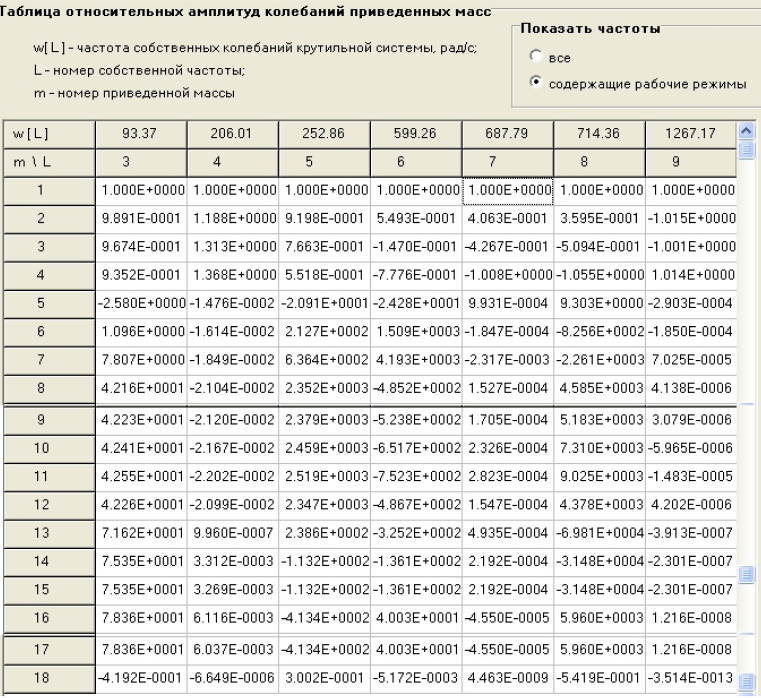 Таблица относительных амплитуд колебаний приведенных масс
Показать частоты
w[L] - частота собственных колебаний крутильной системы, рад/с;
L - номер собственной частоты;
m - номер приведенной массы
все
содержащие рабочие режимы
w [L] 93.37 206.01 252.86 599.26 687.79 714.36 1267.17
m \ L 3 4 5 6 7 8 9
1 1.000E+0000 1.000E+0000 1.000E+0000 1.000E+0000 1.000E+0000 1.000E+0000 1.000E+0000
2 9.891E-0001 1.188E+0000 9.198E-0001 5.493E-0001 4.063E-0001 3.595E-0001 -1.015E+0000
3 9.674E-0001 1.313E+0000 7.663E-0001 -1.470E-0001 -4.267E-0001 -5.094E-0001 -1.001E+0000
4 9.352E-0001 1.368E+0000 5.518E-0001 -7.776E-0001 -1.008E+0000 -1.055E+0000 1.014E+0000
5 -2.580E+0000 -1.476E-0002 -2.091E+0001 -2.428E+0001 9.931E-0004 9.303E+0000 -2.903E-0004
6 1.096E+0000 -1.614E-0002 2.127E+0002 1.509E+0003 -1.847E-0004 -8.256E+0002 -1.850E-0004
7 7.807E+0000 -1.849E-0002 6.364E+0002 4.193E+0003 -2.317E-0003 -2.261E+0003 7.025E-0005
8 4.216E+0001 -2.104E-0002 2.352E+0003 -4.852E+0002 1.527E-0004 4.585E+0003 4.138E-0006
9 4.223E+0001 -2.120E-0002 2.379E+0003 -5.238E+0002 1.705E-0004 5.183E+0003 3.079E-0006
10 4.241E+0001 -2.167E-0002 2.459E+0003 -6.517E+0002 2.326E-0004 7.310E+0003 -5.965E-0006
11 4.255E+0001 -2.202E-0002 2.519E+0003 -7.523E+0002 2.823E-0004 9.025E+0003 -1.483E-0005
12 4.226E+0001 -2.099E-0002 2.347E+0003 -4.867E+0002 1.547E-0004 4.378E+0003 4.202E-0006
13 7.162E+0001 9.960E-0007 2.386E+0002 -3.252E+0002 4.935E-0004 -6.981E+0004 -3.913E-0007
14 7.535E+0001 3.312E-0003 -1.132E+0002 -1.361E+0002 2.192E-0004 -3.148E+0004 -2.301E-0007
15 7.535E+0001 3.269E-0003 -1.132E+0002 -1.361E+0002 2.192E-0004 -3.148E+0004 -2.301E-0007
16 7.836E+0001 6.116E-0003 -4.134E+0002 4.003E+0001 -4.550E-0005 5.960E+0003 1.216E-0008
17 7.836E+0001 6.037E-0003 -4.134E+0002 4.003E+0001 -4.550E-0005 5.960E+0003 1.216E-0008
18 -4.192E-0001 -6.649E-0006 3.002E-0001 -5.172E-0003 4.463E-0009 -5.419E-0001 -3.514E-0013